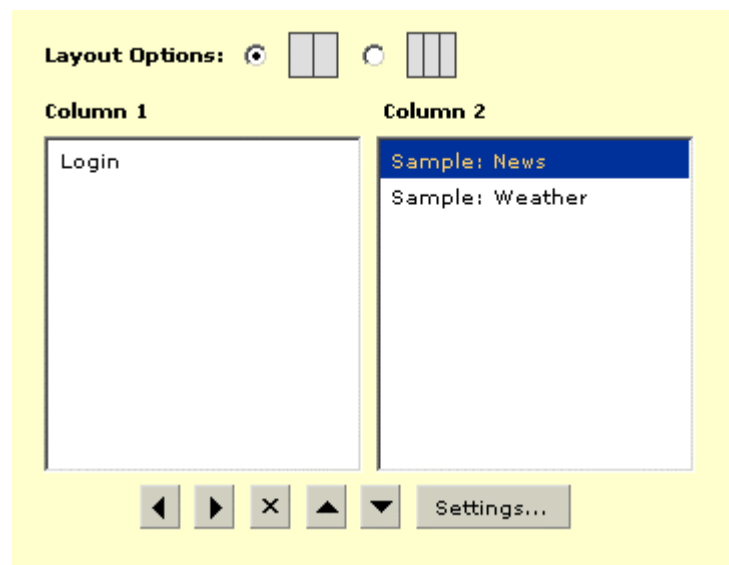 Layout Options:
Column 1 Column 2
Login Sample: News
Sample: Weather
Settings...